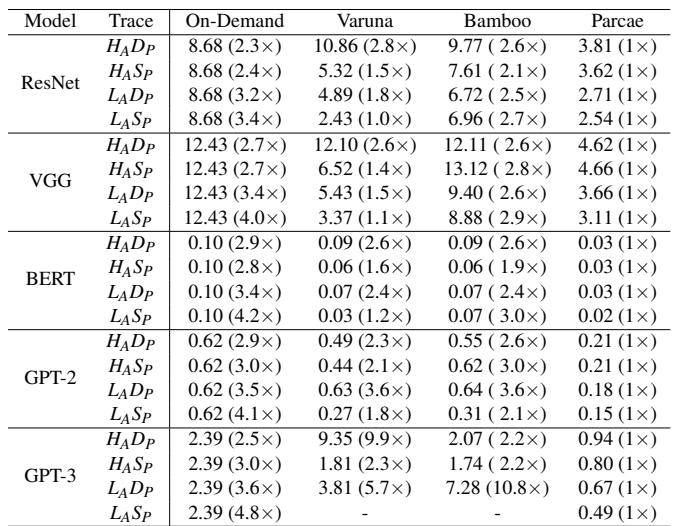 Model Trace On-Demand Varuna Bamboo Parcae
ResNet
H_A D_P 8.68 (2.3×) 10.86 (2.8×) 9.77 ( 2.6×) 3.81 (1×)
H_A S_P 8.68 (2.4×) 5.32 (1.5×) 7.61 ( 2.1×) 3.62 (1×)
L_A D_P 8.68 (3.2×) 4.89 (1.8×) 6.72 ( 2.5×) 2.71 (1×)
L_A S_P 8.68 (3.4×) 2.43 (1.0×) 6.96 ( 2.7×) 2.54 (1×)
VGG
H_A D_P 12.43 (2.7×) 12.10 (2.6×) 12.11 ( 2.6×) 4.62 (1×)
H_A S_P 12.43 (2.7×) 6.52 (1.4×) 13.12 ( 2.8×) 4.66 (1×)
L_A D_P 12.43 (3.4×) 5.43 (1.5×) 9.40 ( 2.6×) 3.66 (1×)
L_A S_P 12.43 (4.0×) 3.37 (1.1×) 8.88 ( 2.9×) 3.11 (1×)
BERT
H_A D_P 0.10 (2.9×) 0.09 (2.6×) 0.09 ( 2.6×) 0.03 (1×)
H_A S_P 0.10 (2.8×) 0.06 (1.6×) 0.06 ( 1.9×) 0.03 (1×)
L_A D_P 0.10 (3.4×) 0.07 (2.4×) 0.07 ( 2.4×) 0.03 (1×)
L_A S_P 0.10 (4.2×) 0.03 (1.2×) 0.07 ( 3.0×) 0.02 (1×)
GPT-2
H_A D_P 0.62 (2.9×) 0.49 (2.3×) 0.55 ( 2.6×) 0.21 (1×)
H_A S_P 0.62 (3.0×) 0.44 (2.1×) 0.62 ( 3.0×) 0.21 (1×)
L_A D_P 0.62 (3.5×) 0.63 (3.6×) 0.64 ( 3.6×) 0.18 (1×)
L_A S_P 0.62 (4.1×) 0.27 (1.8×) 0.31 ( 2.1×) 0.15 (1×)
GPT-3
H_A D_P 2.39 (2.5×) 9.35 (9.9×) 2.07 ( 2.2×) 0.94 (1×)
H_A S_P 2.39 (3.0×) 1.81 (2.3×) 1.74 ( 2.2×) 0.80 (1×)
L_A D_P 2.39 (3.6×) 3.81 (5.7×) 7.28 (10.8×) 0.67 (1×)
L_A S_P 2.39 (4.8×) - - 0.49 (1×)